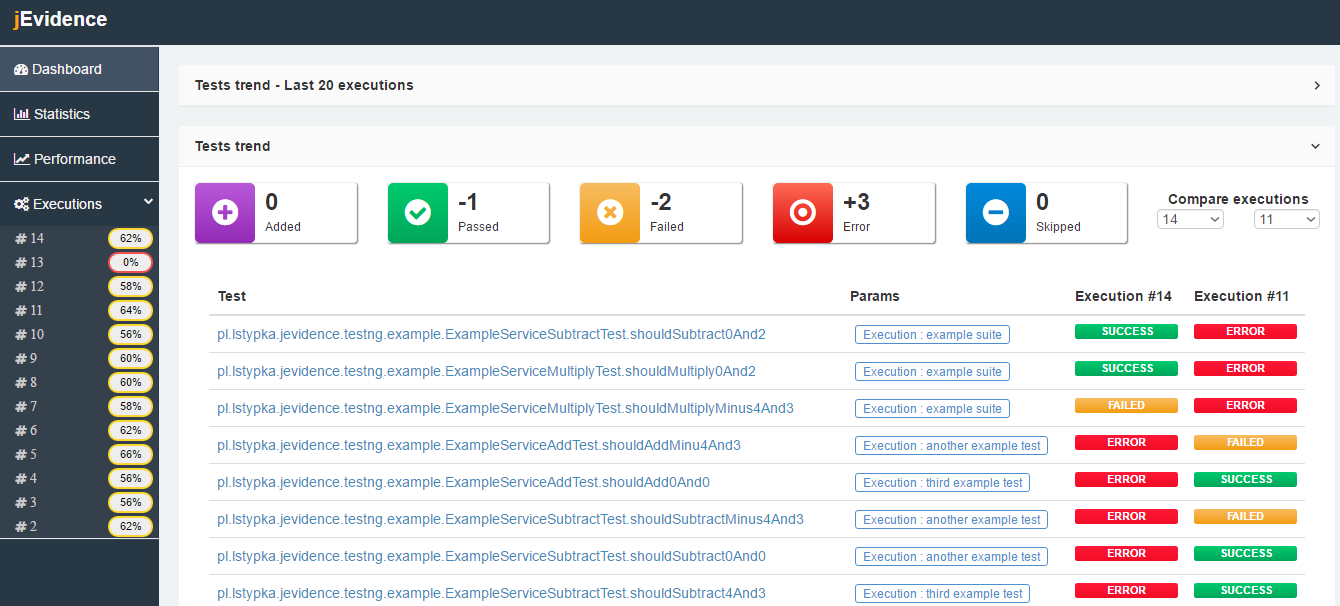 jEvidence
Dashboard
Statistics
Performance
Executions
# 14 62%
# 13 0%
# 12 58%
# 11 64%
# 10 56%
# 9 60%
# 8 60%
# 7 58%
# 6 62%
# 5 66%
# 4 56%
# 3 56%
# 2 62%
Tests trend - Last 20 executions
Tests trend
0 Added
-1 Passed
-2 Failed
+3 Error
0 Skipped
Compare executions
14 11
Test Params Execution #14 Execution #11
pl.lstypka.jevidence.testng.example.ExampleServiceSubtractTest.shouldSubtract0And2 Execution : example suite SUCCESS ERROR
pl.lstypka.jevidence.testng.example.ExampleServiceMultiplyTest.shouldMultiply0And2 Execution : example suite SUCCESS ERROR
pl.lstypka.jevidence.testng.example.ExampleServiceMultiplyTest.shouldMultiplyMinus4And3 Execution : example suite FAILED ERROR
pl.lstypka.jevidence.testng.example.ExampleServiceAddTest.shouldAddMinu4And3 Execution : another example test ERROR FAILED
pl.lstypka.jevidence.testng.example.ExampleServiceAddTest.shouldAdd0And0 Execution : third example test ERROR SUCCESS
pl.lstypka.jevidence.testng.example.ExampleServiceSubtractTest.shouldSubtractMinus4And3 Execution : another example test ERROR FAILED
pl.lstypka.jevidence.testng.example.ExampleServiceSubtractTest.shouldSubtract0And0 Execution : another example test ERROR SUCCESS
pl.lstypka.jevidence.testng.example.ExampleServiceSubtractTest.shouldSubtract4And3 Execution : third example test ERROR SUCCESS